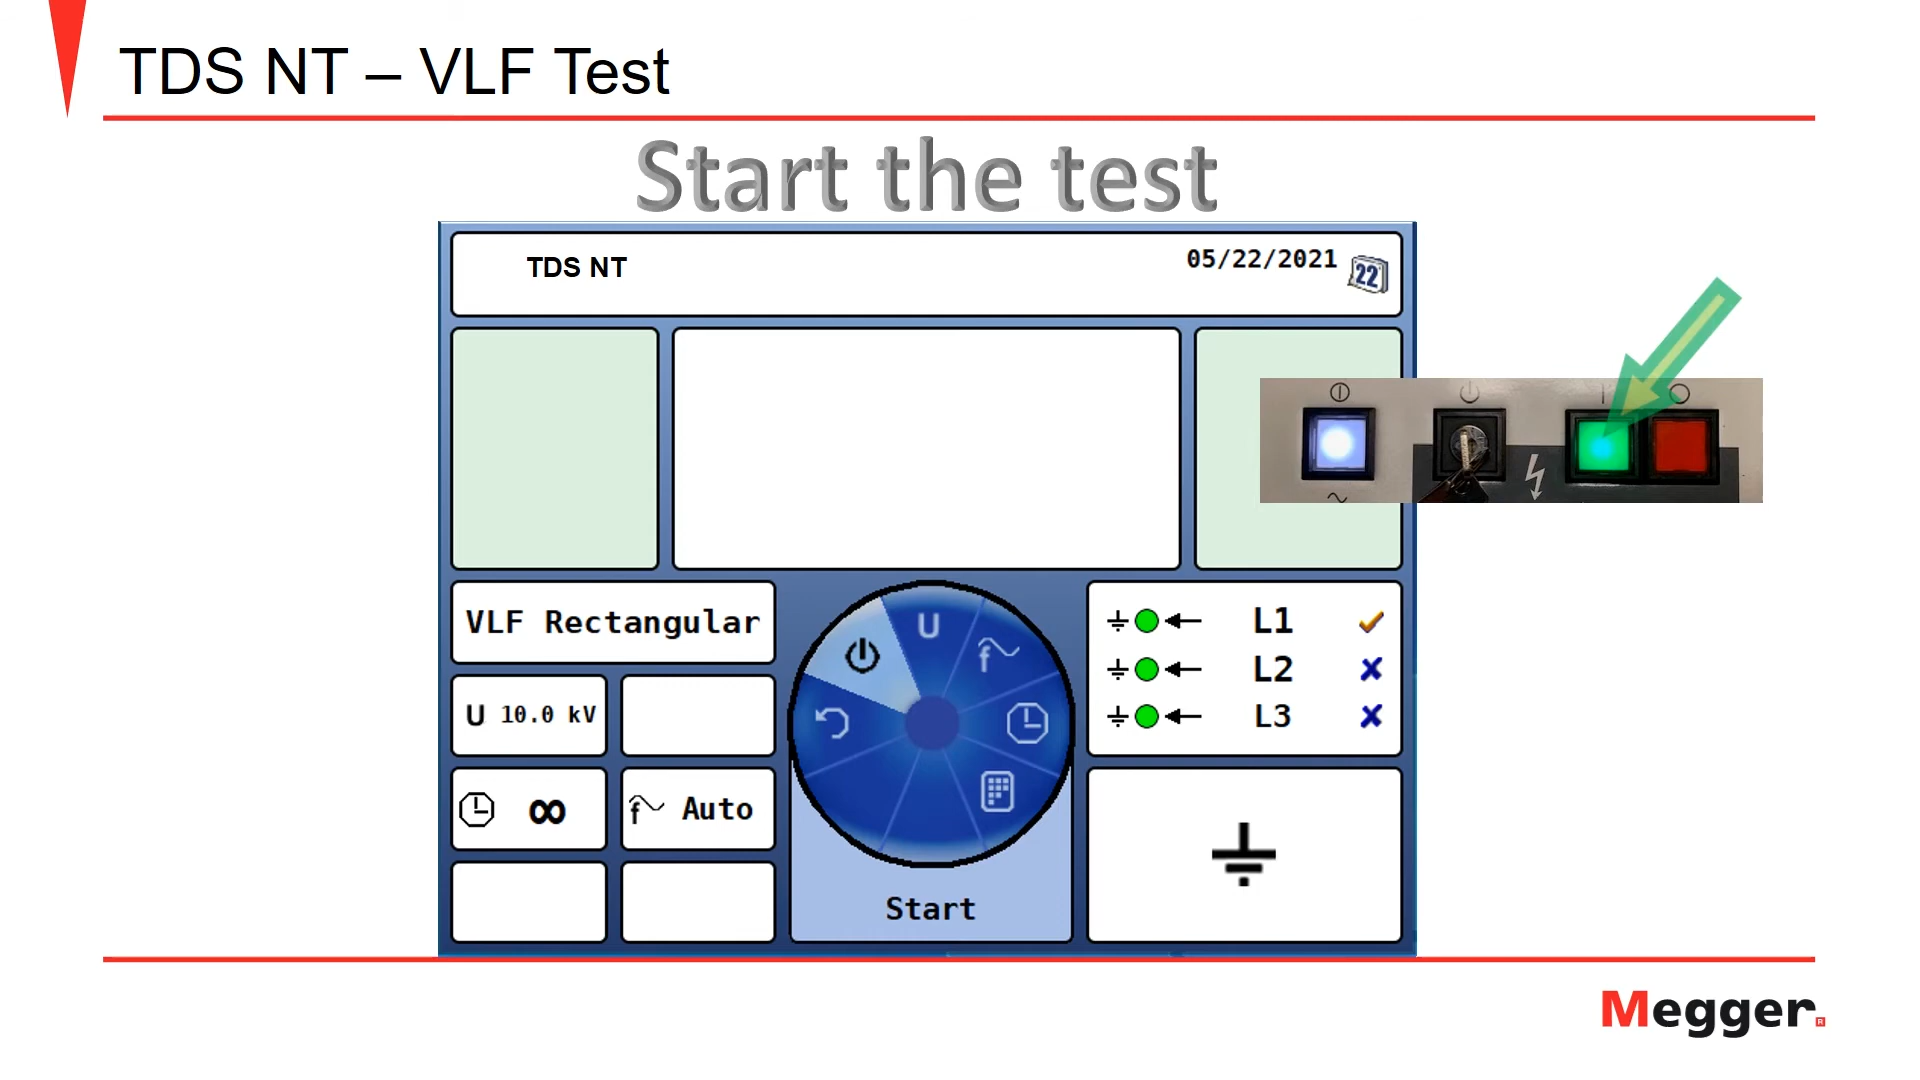 TDS NT – VLF Test
Start the test
TDS NT
05/22/2021
22
VLF Rectangular
U
f
L1
L2
L3
U 10.0 kV
∞
f Auto
Start
Megger.